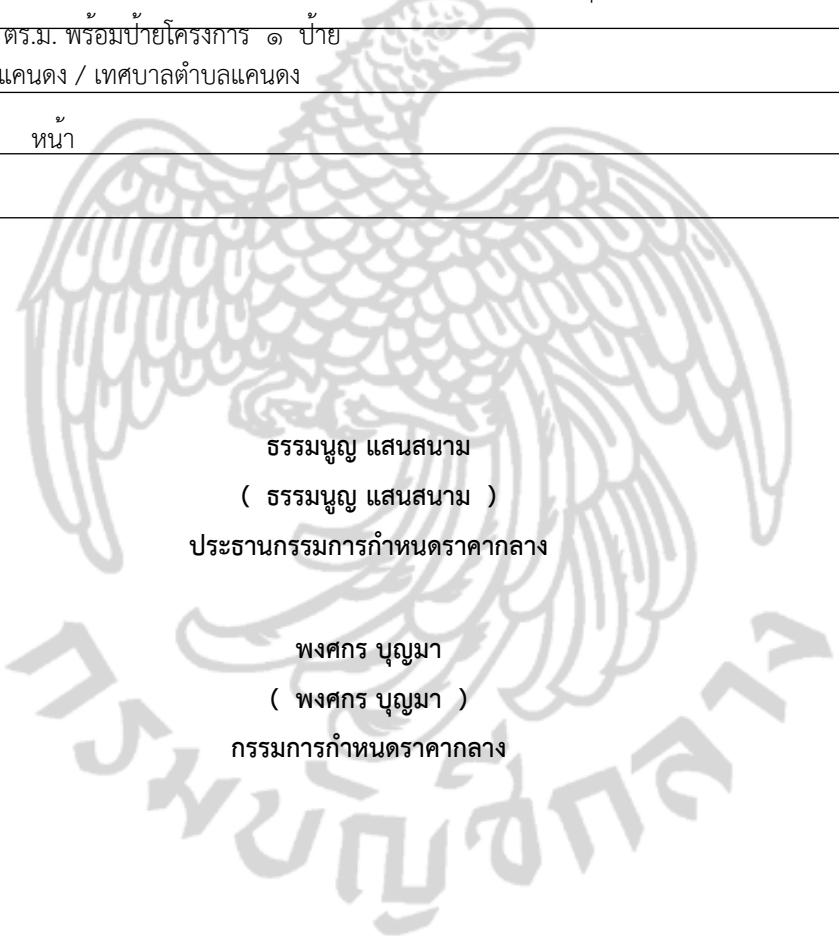 ตร.ม. พร้อมป้ายโครงการ ๑ ป้าย
แคนดง / เทศบาลตำบลแคนดง
หน้า
ธรรมนูญ แสนสนาม
( ธรรมนูญ แสนสนาม )
ประธานกรรมการกำหนดราคากลาง
พงศกร บุญมา
( พงศกร บุญมา )
กรรมการกำหนดราคากลาง
กรมบัญชีกลาง